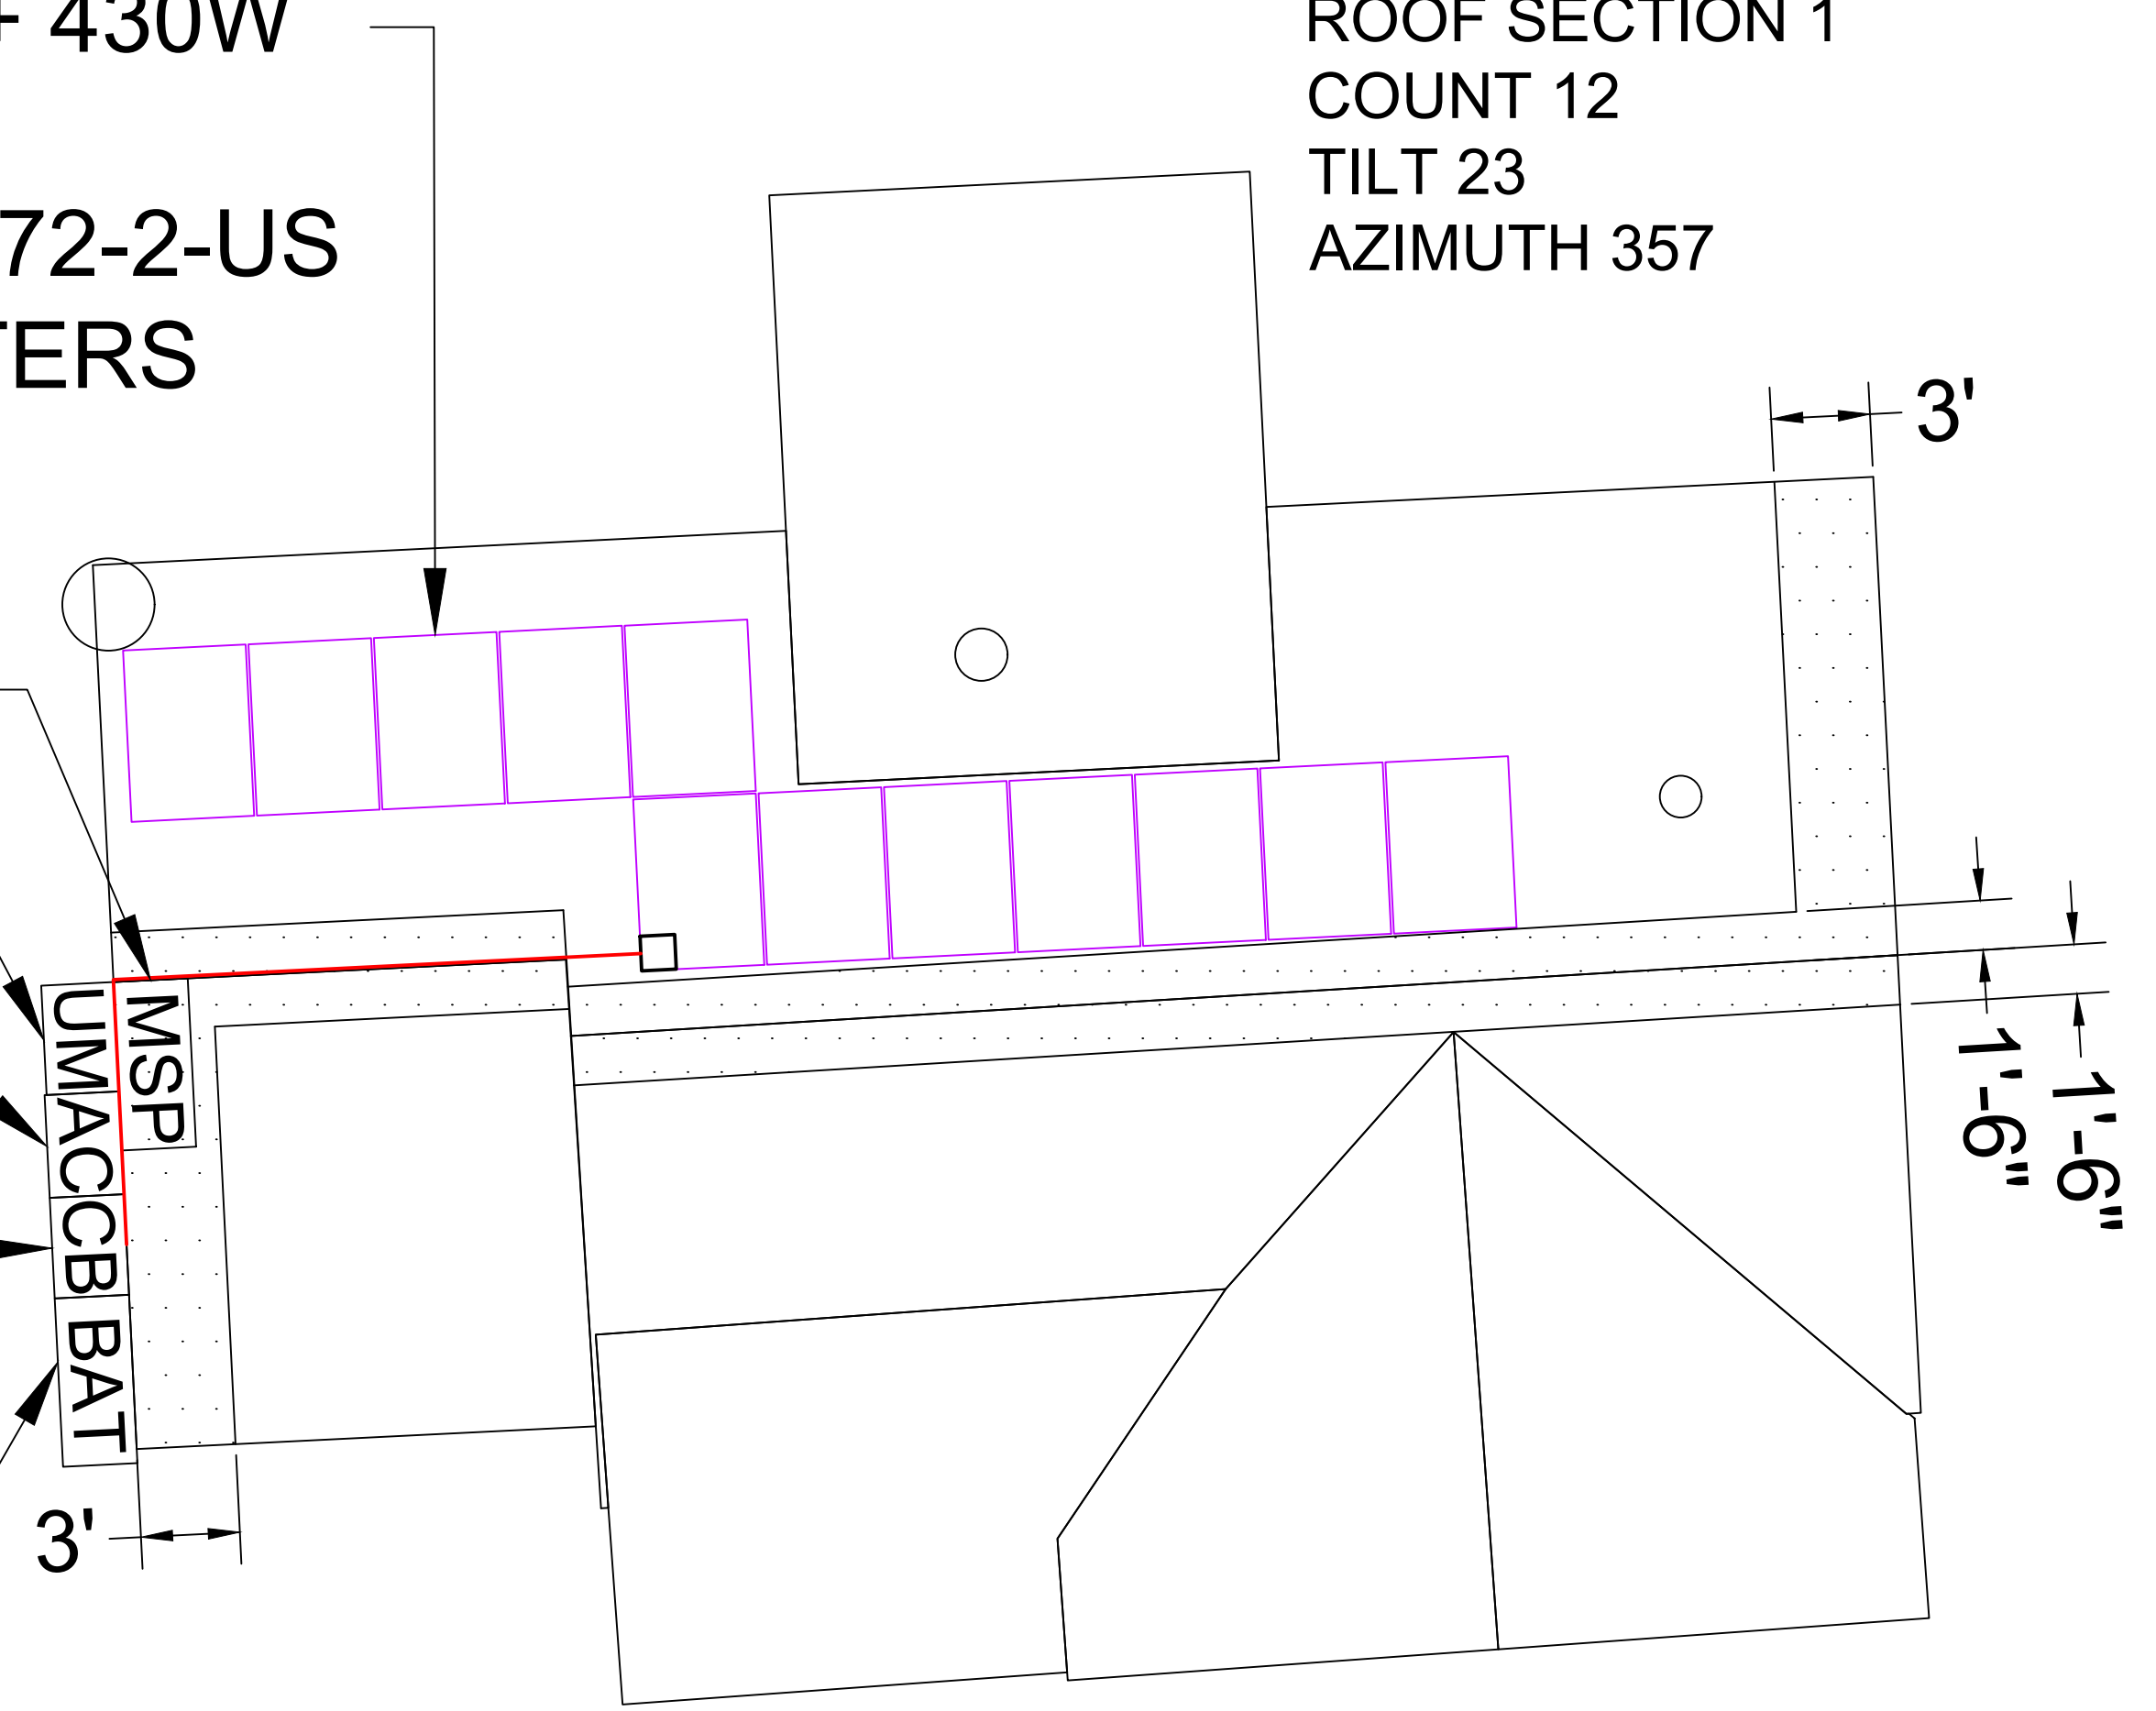 430W
72-2-US
TERS
ROOF SECTION 1
COUNT 12
TILT 23
AZIMUTH 357
3'
MSP
UM
AC
CB
BAT
1'-6"
1'-6"
3'